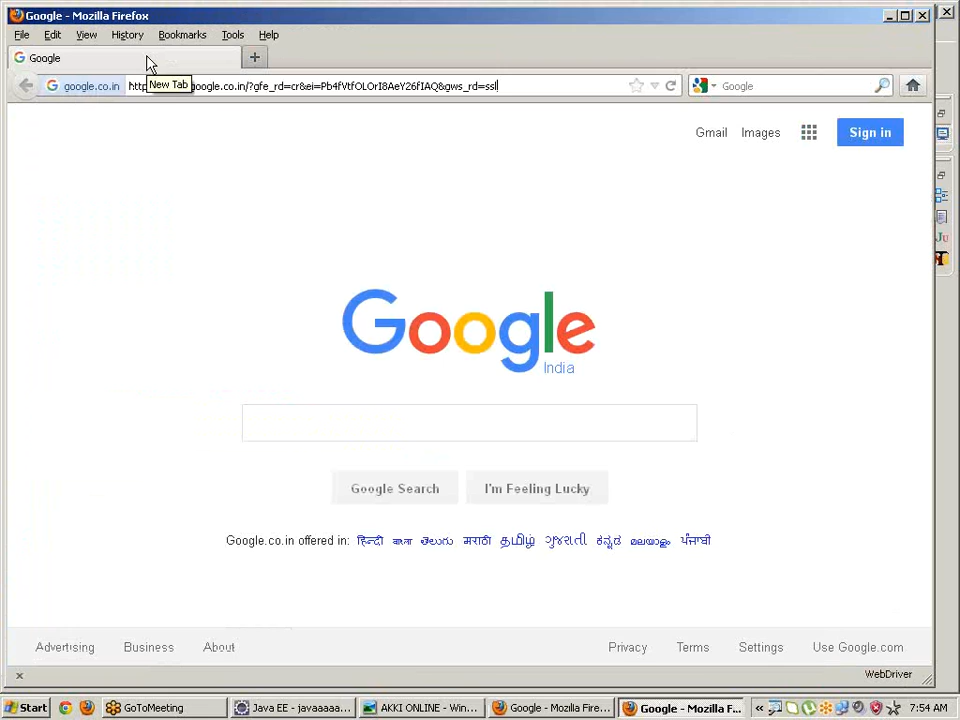 Google - Mozilla Firefox
File Edit View History Bookmarks Tools Help
Google
New Tab
google.co.in http google.co.in/?gfe_rd=cr&ei=Pb4fVtfOLOrI8AeY26fIAQ&gws_rd=ssl
Google
Gmail Images Sign in
Google
India
Google Search I'm Feeling Lucky
Google.co.in offered in: हिन्दी বাংলা తెలుగు मराठी தமிழ் ગુજરાતી ಕನ್ನಡ മലയാളം ਪੰਜਾਬੀ
Advertising Business About Privacy Terms Settings Use Google.com
× WebDriver
Start GoToMeeting Java EE - javaaaaa... AKKI ONLINE - Win... Google - Mozilla Fire... Google - Mozilla F... « 7:54 AM
Ju